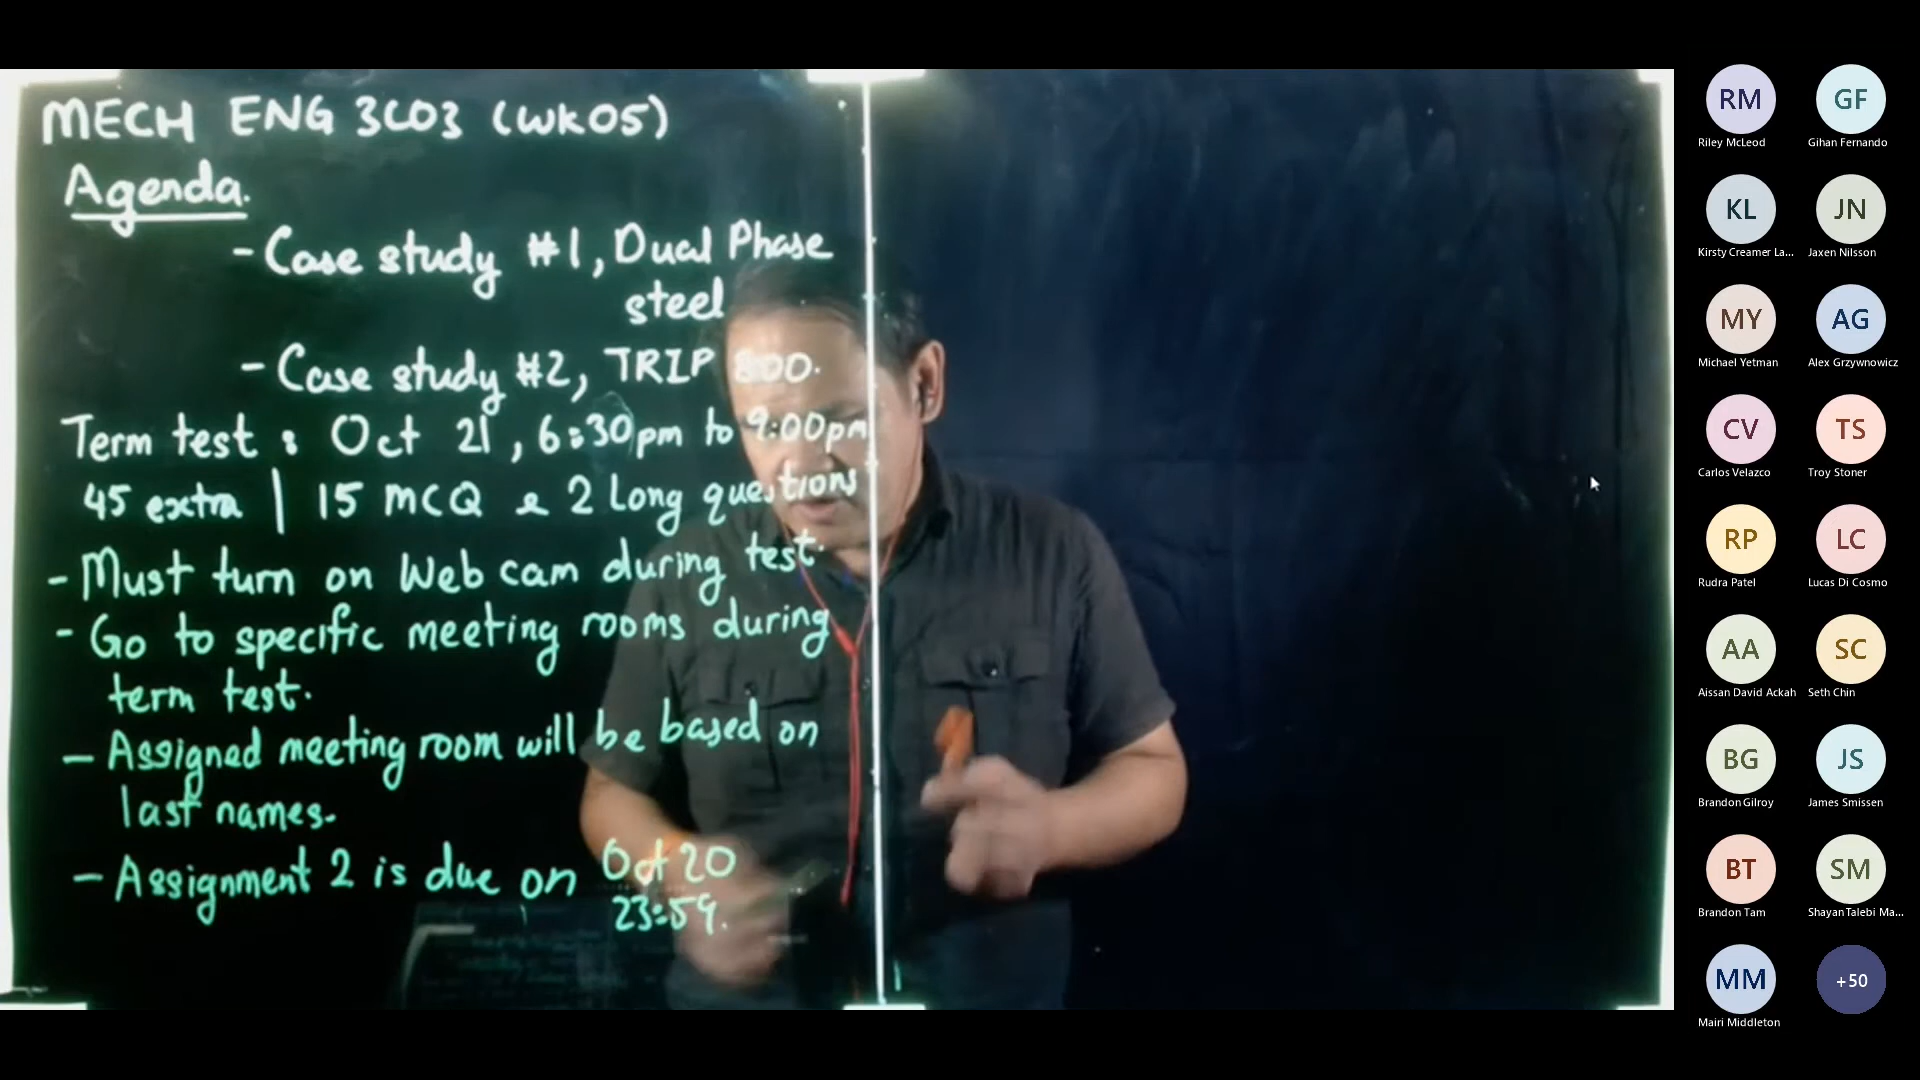 MECH ENG 3C03 (WK05)
Agenda.
- Case study #1, Dual Phase
steel
- Case study #2, TRIP 800.
Term test : Oct 21, 6:30pm to 9:00pm
45 extra | 15 MCQ & 2 Long questions
- Must turn on Web cam during test.
- Go to specific meeting rooms during
term test.
- Assigned meeting room will be based on
last names.
- Assignment 2 is due on Oct 20
23:59.
RM GF
Riley McLeod Gihan Fernando
KL JN
Kirsty Creamer La... Jaxen Nilsson
MY AG
Michael Yetman Alex Grzywnowicz
CV TS
Carlos Velazco Troy Stoner
RP LC
Rudra Patel Lucas Di Cosmo
AA SC
Aissan David Ackah Seth Chin
BG JS
Brandon Gilroy James Smissen
BT SM
Brandon Tam Shayan Talebi Ma...
MM +50
Mairi Middleton